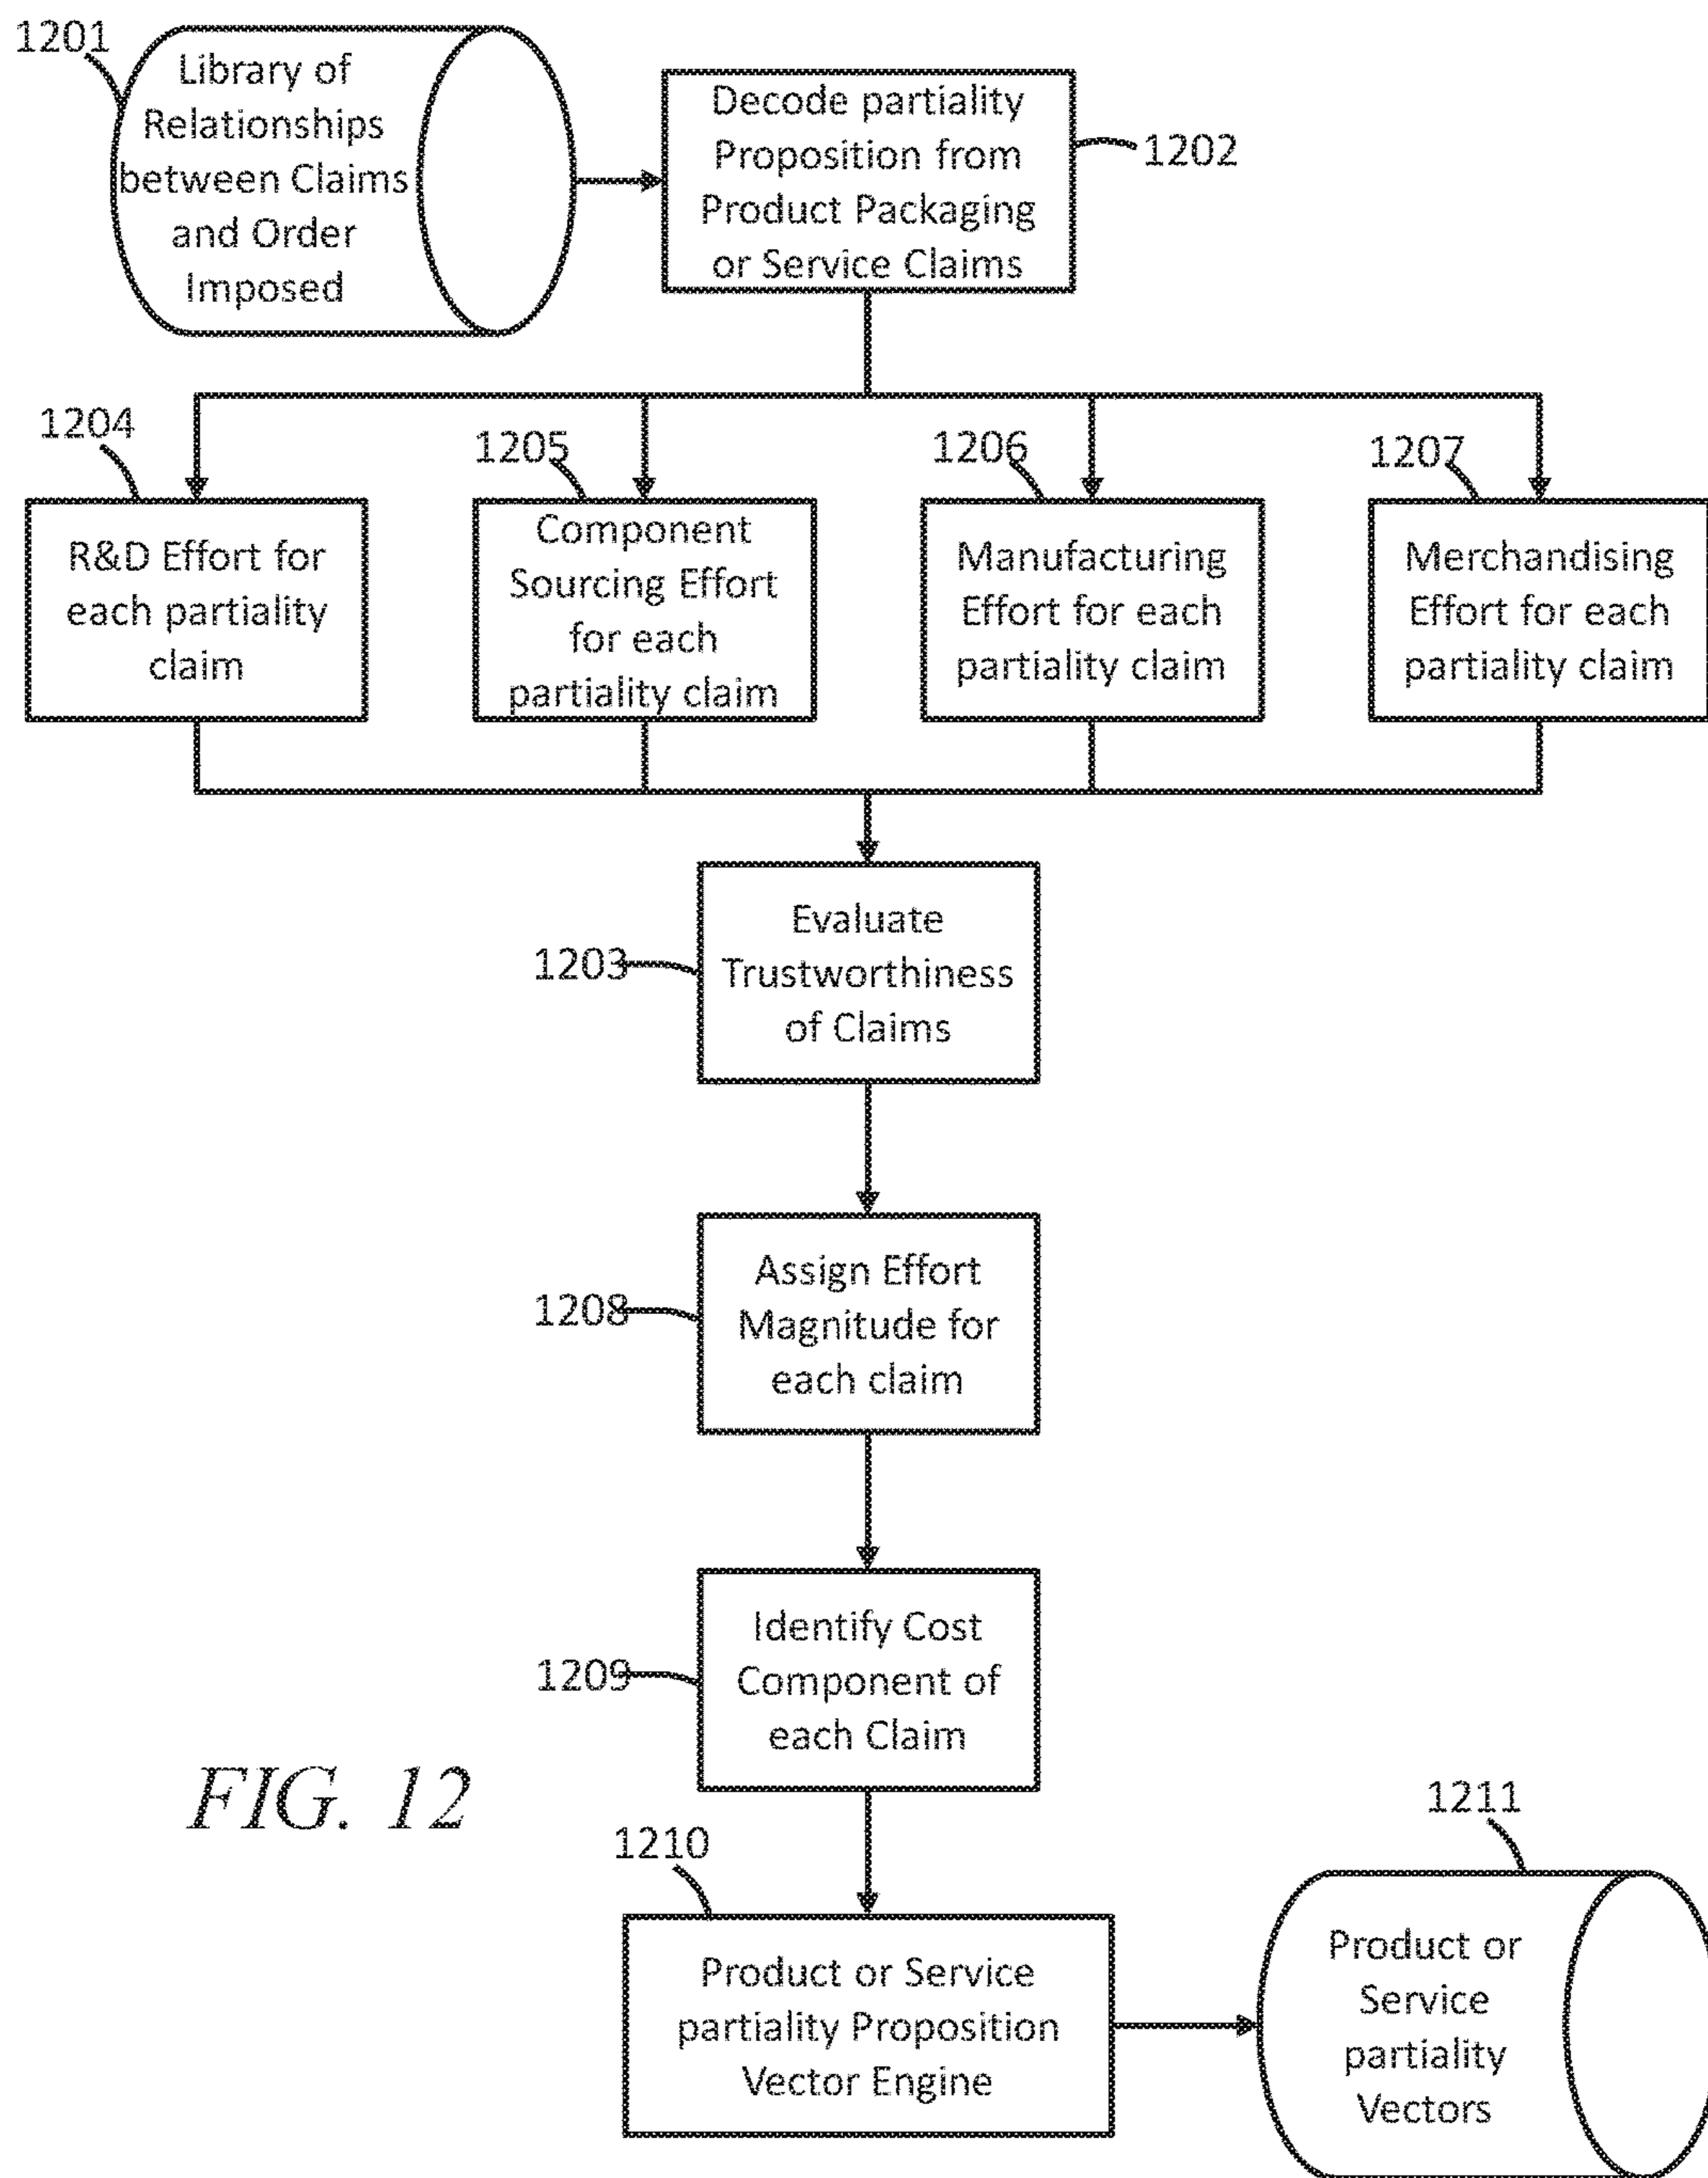 1201
Library of
Relationships
between Claims
and Order
Imposed
Decode partiality
Proposition from
Product Packaging
or Service Claims
1202
1204
R&D Effort for
each partiality
claim
1205
Component
Sourcing Effort
for each
partiality claim
1206
Manufacturing
Effort for each
partiality claim
1207
Merchandising
Effort for each
partiality claim
1203
Evaluate
Trustworthiness
of Claims
1208
Assign Effort
Magnitude for
each claim
1209
Identify Cost
Component of
each Claim
FIG. 12
1210
Product or Service
partiality Proposition
Vector Engine
1211
Product or
Service
partiality
Vectors